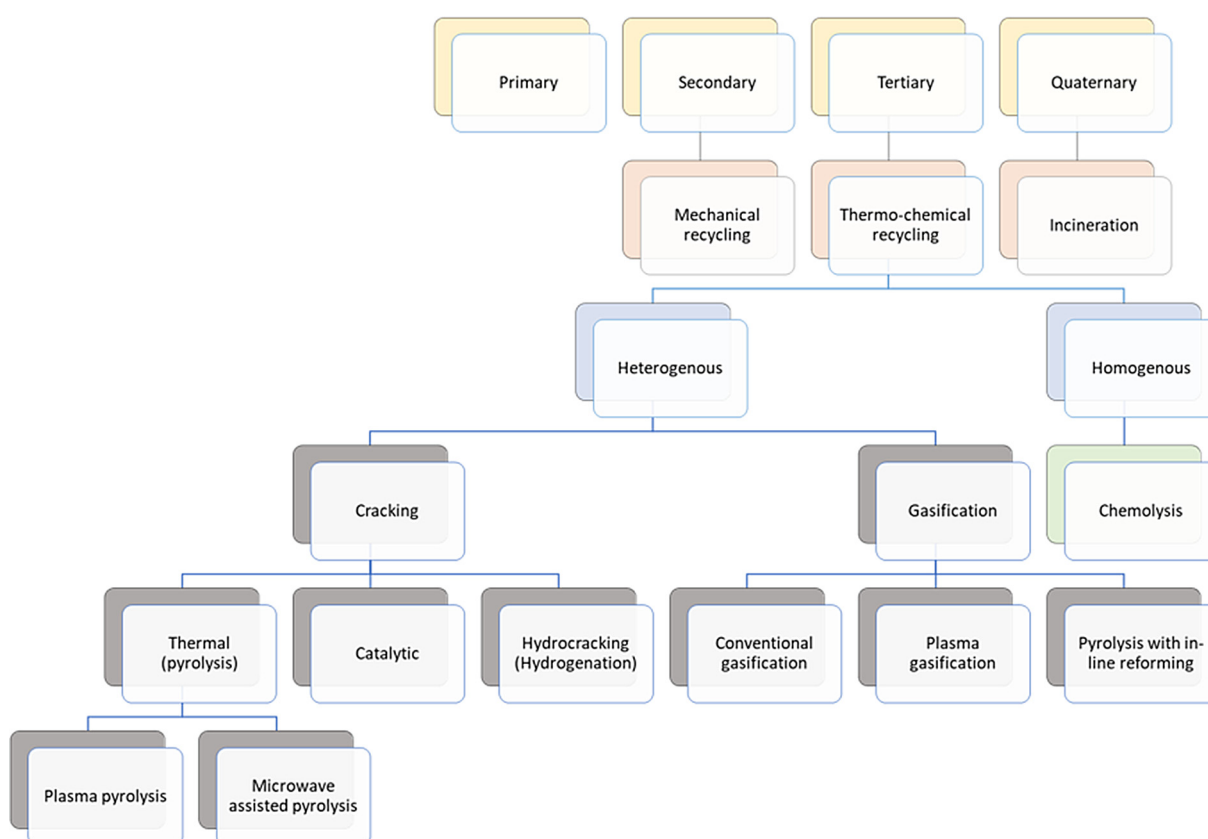 Primary
Secondary
Tertiary
Quaternary
Mechanical
recycling
Thermo-chemical
recycling
Incineration
Heterogenous
Homogenous
Cracking
Gasification
Chemolysis
Thermal
(pyrolysis)
Catalytic
Hydrocracking
(Hydrogenation)
Conventional
gasification
Plasma
gasification
Pyrolysis with in-
line reforming
Plasma pyrolysis
Microwave
assisted pyrolysis